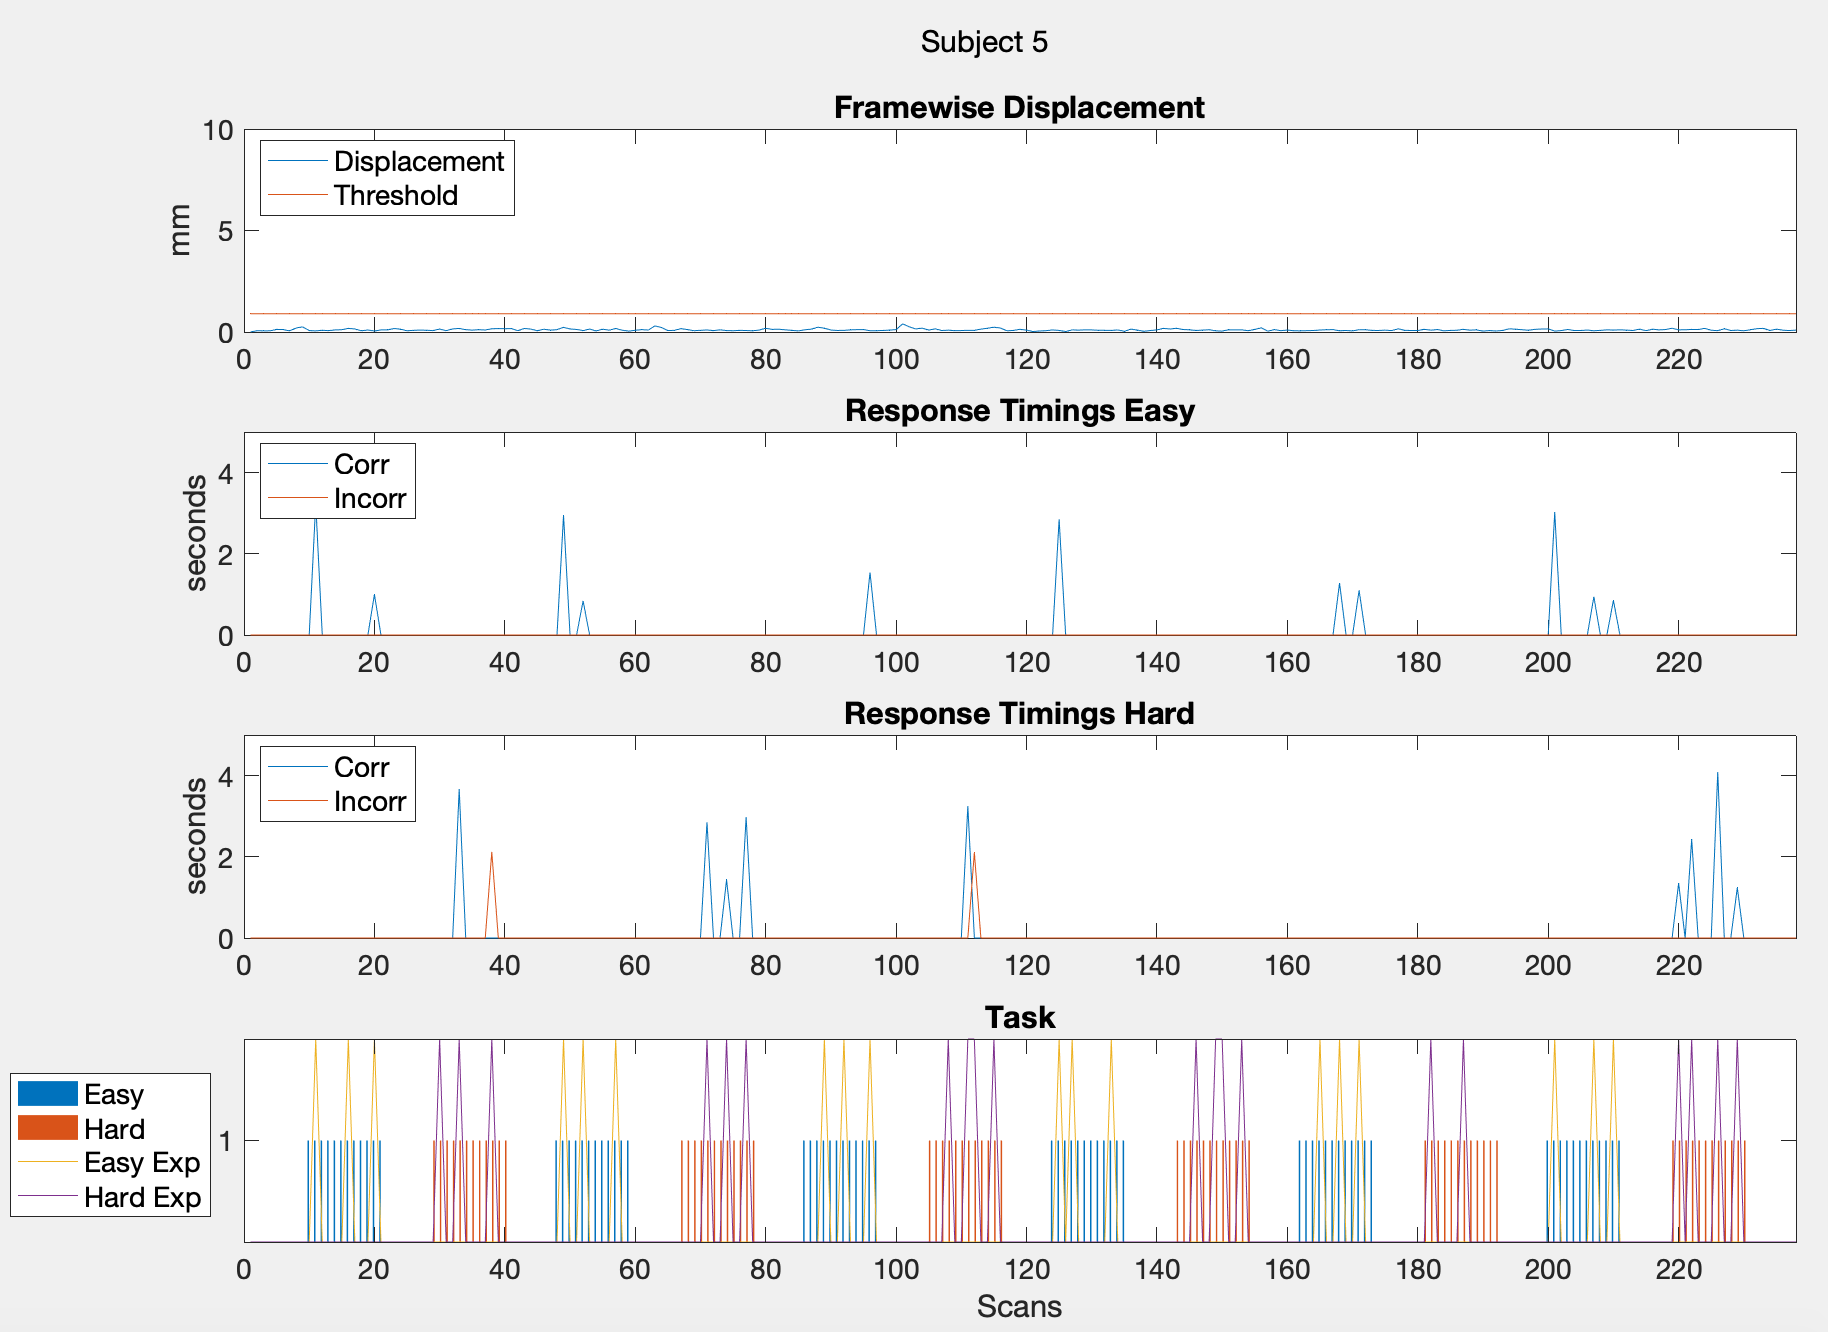 Subject 5
Framewise Displacement
10
5
0
mm
Displacement
Threshold
0 20 40 60 80 100 120 140 160 180 200 220
Response Timings Easy
4
2
0
seconds
Corr
Incorr
0 20 40 60 80 100 120 140 160 180 200 220
Response Timings Hard
4
2
0
seconds
Corr
Incorr
0 20 40 60 80 100 120 140 160 180 200 220
Task
Easy
Hard
Easy Exp
Hard Exp
1
0 20 40 60 80 100 120 140 160 180 200 220
Scans